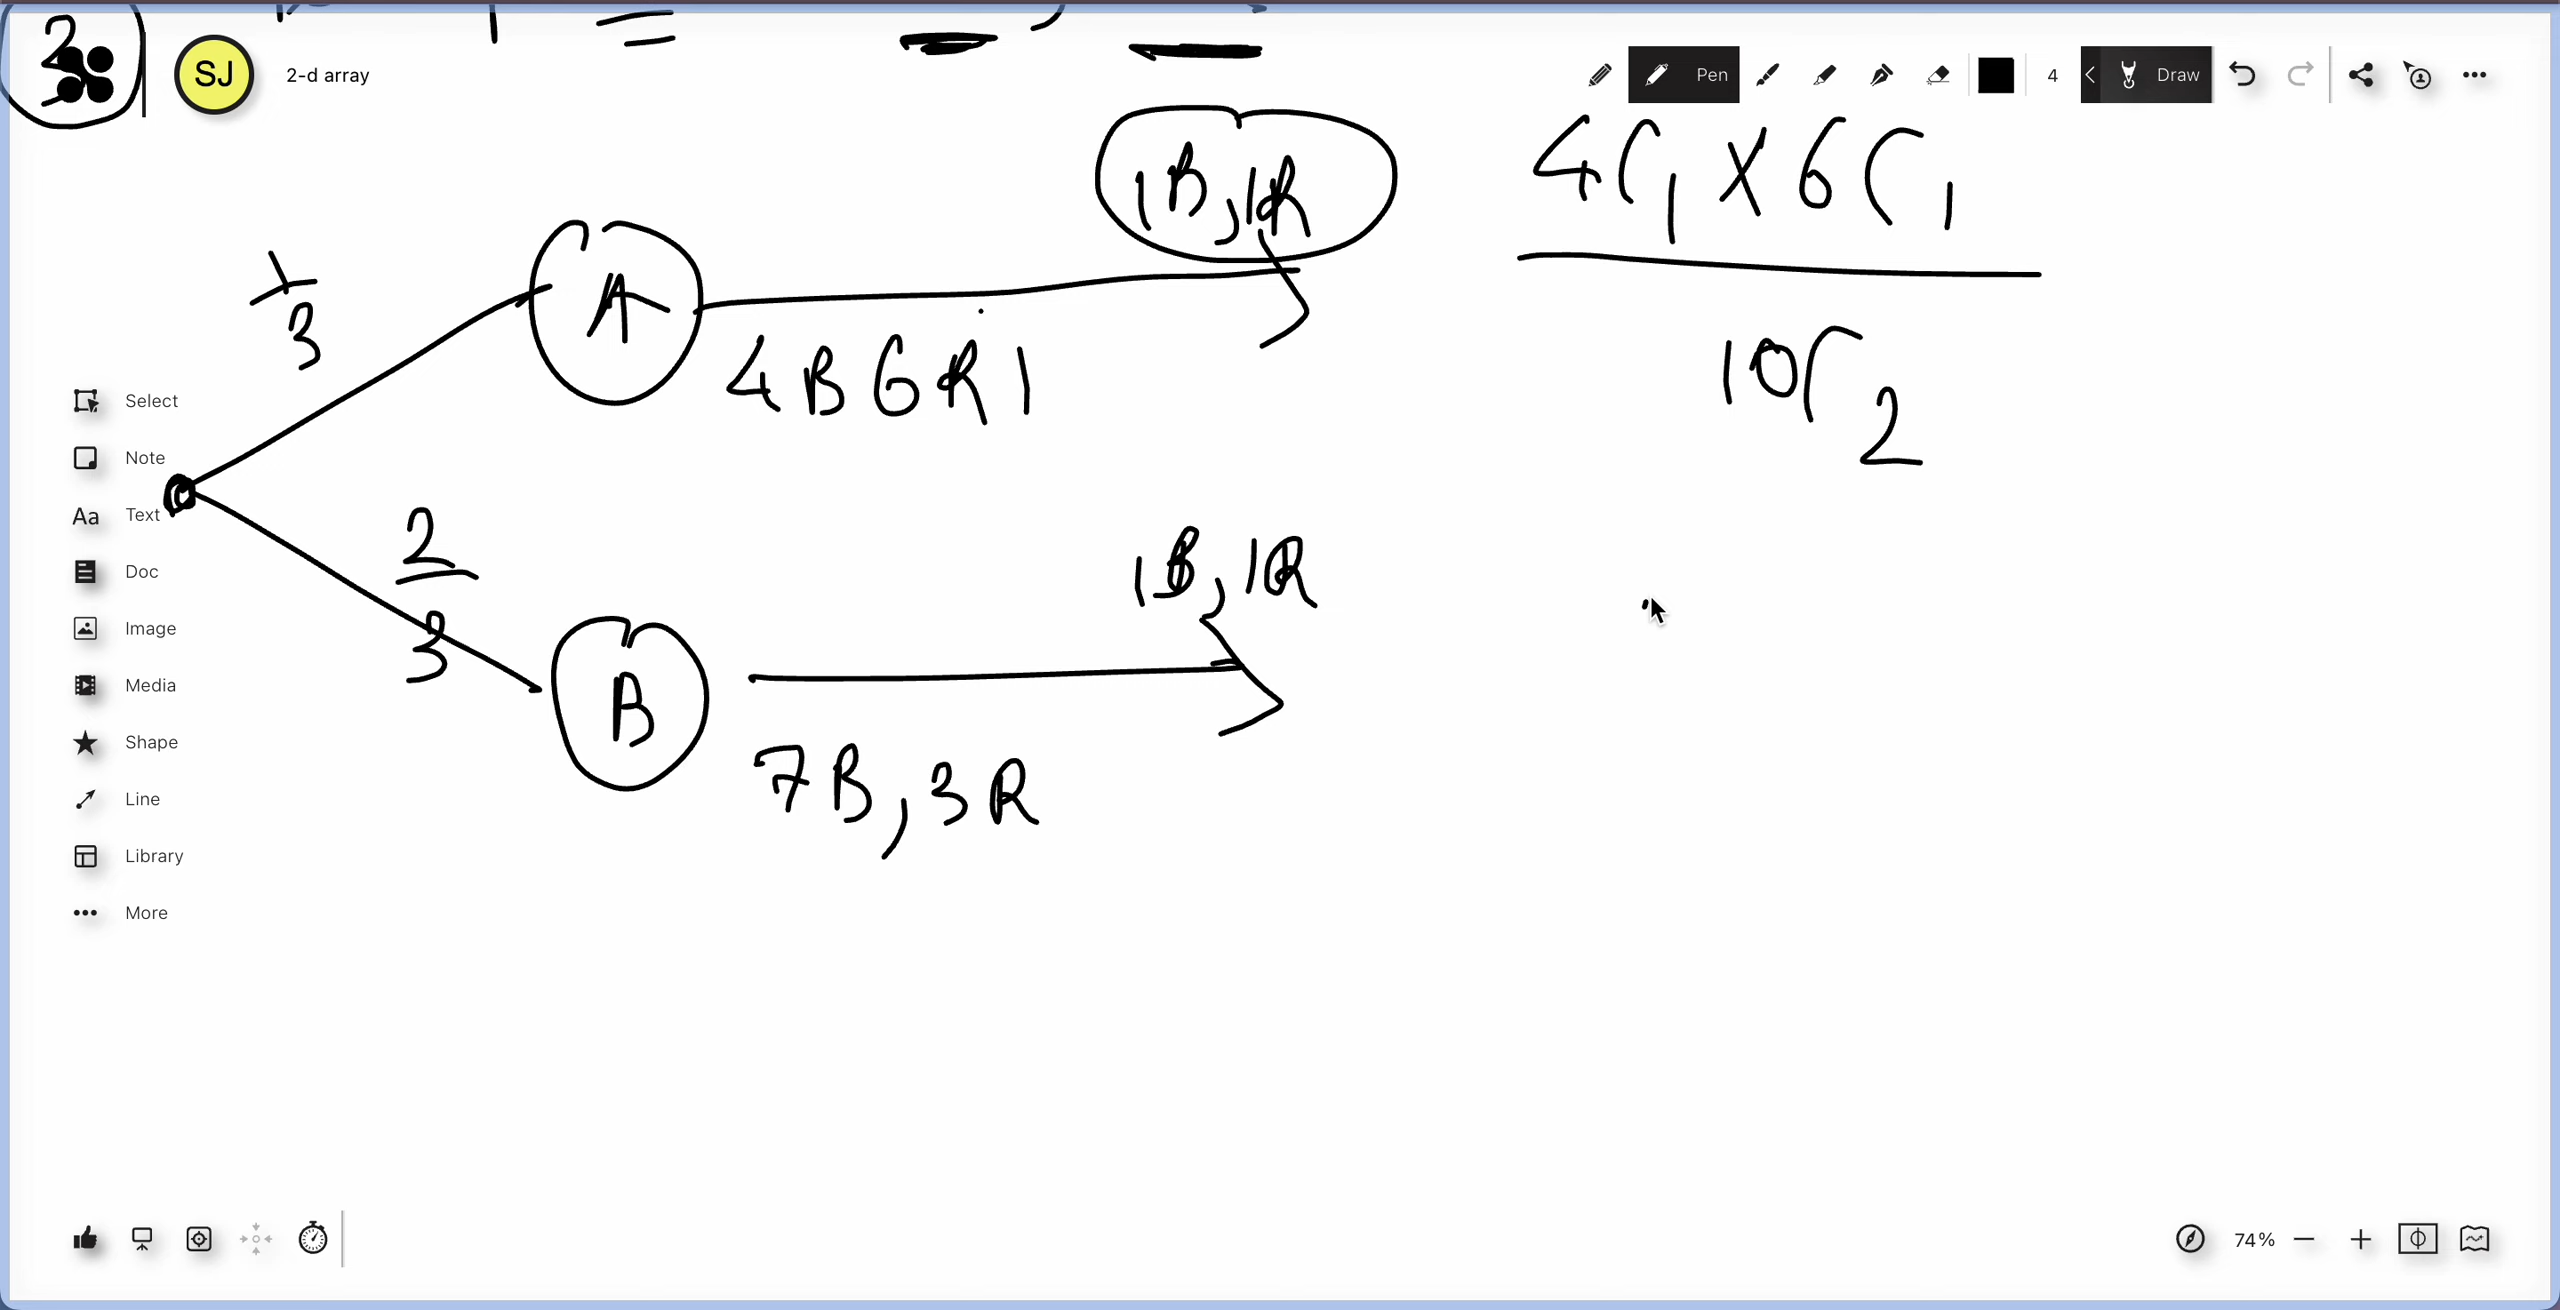 2
SJ 2-d array
Pen
4
Draw
1B, 1R
4C1 X 6C1
10C2
1
3
A
4B 6R 1
2
3
1B, 1R
B
7B, 3R
Select
Note
Aa Text
Doc
Image
Media
Shape
Line
Library
More
74%